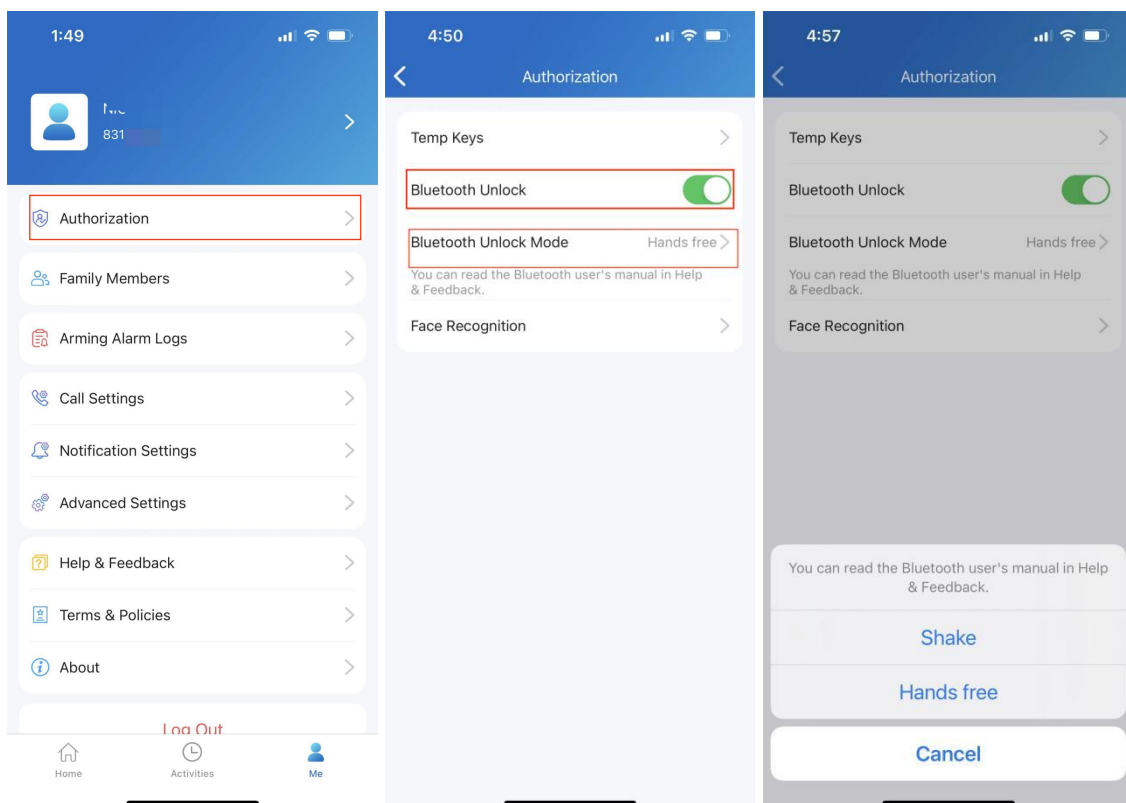 1:49
831
Authorization
Family Members
Arming Alarm Logs
Call Settings
Notification Settings
Advanced Settings
Help & Feedback
Terms & Policies
About
Log Out
Home
Activities
Me
4:50
Authorization
Temp Keys
Bluetooth Unlock
Bluetooth Unlock Mode Hands free
You can read the Bluetooth user's manual in Help
& Feedback.
Face Recognition
4:57
Authorization
Temp Keys
Bluetooth Unlock
Bluetooth Unlock Mode Hands free
You can read the Bluetooth user's manual in Help
& Feedback.
Face Recognition
You can read the Bluetooth user's manual in Help
& Feedback.
Shake
Hands free
Cancel